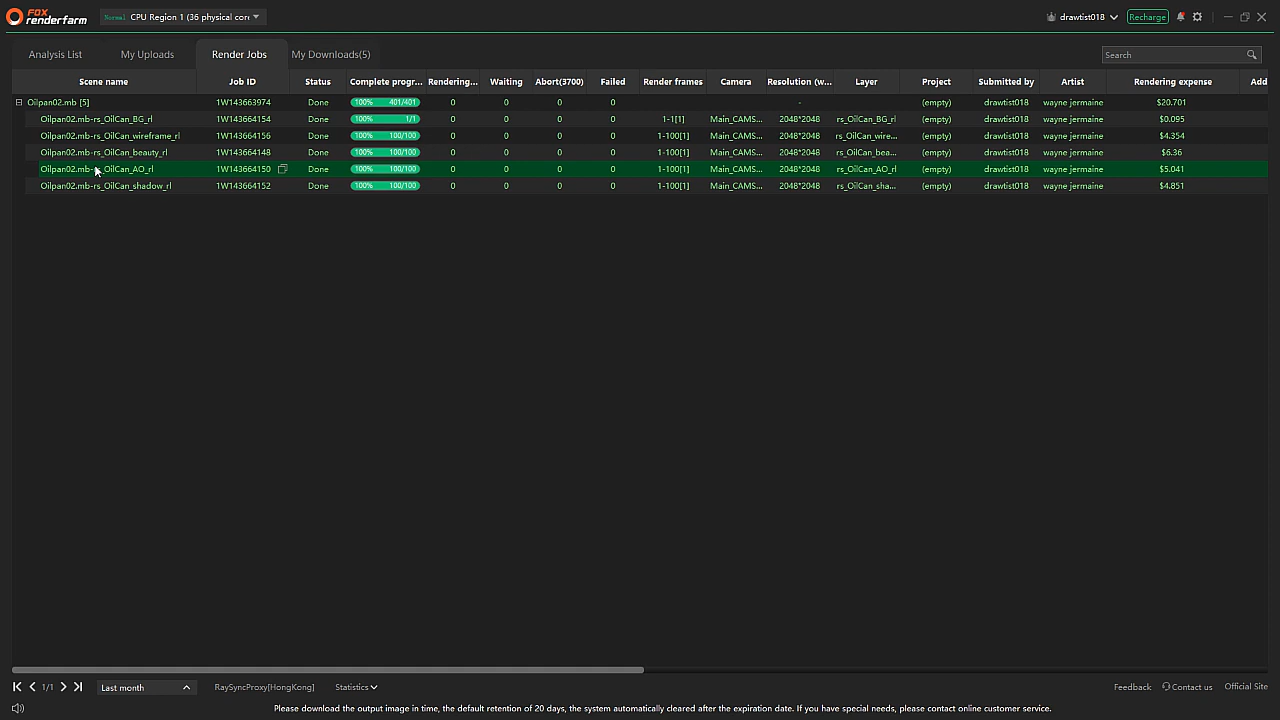 FOX renderfarm Normal CPU Region 1 (36 physical core drawtist018 Recharge
Analysis List My Uploads Render Jobs My Downloads(5) Search
Scene name Job ID Status Complete progr... Rendering... Waiting Abort(3700) Failed Render frames Camera Resolution (w... Layer Project Submitted by Artist Rendering expense Add
Oilpan02.mb [5] 1W143663974 Done 100% 401/401 0 0 0 0 - (empty) drawtist018 wayne jermaine $20.701
Oilpan02.mb-rs_OilCan_BG_rl 1W143664154 Done 100% 1/1 0 0 0 0 1-1[1] Main_CAMS... 2048*2048 rs_OilCan_BG_rl (empty) drawtist018 wayne jermaine $0.095
Oilpan02.mb-rs_OilCan_wireframe_rl 1W143664156 Done 100% 100/100 0 0 0 0 1-100[1] Main_CAMS... 2048*2048 rs_OilCan_wire... (empty) drawtist018 wayne jermaine $4.354
Oilpan02.mb-rs_OilCan_beauty_rl 1W143664148 Done 100% 100/100 0 0 0 0 1-100[1] Main_CAMS... 2048*2048 rs_OilCan_bea... (empty) drawtist018 wayne jermaine $6.36
Oilpan02.mb-rs_OilCan_AO_rl 1W143664150 Done 100% 100/100 0 0 0 0 1-100[1] Main_CAMS... 2048*2048 rs_OilCan_AO_rl (empty) drawtist018 wayne jermaine $5.041
Oilpan02.mb-rs_OilCan_shadow_rl 1W143664152 Done 100% 100/100 0 0 0 0 1-100[1] Main_CAMS... 2048*2048 rs_OilCan_sha... (empty) drawtist018 wayne jermaine $4.851
1/1 Last month RaySyncProxy[HongKong] Statistics Feedback Contact us Official Site
Please download the output image in time, the default retention of 20 days, the system automatically cleared after the expiration date. If you have special needs, please contact online customer service.